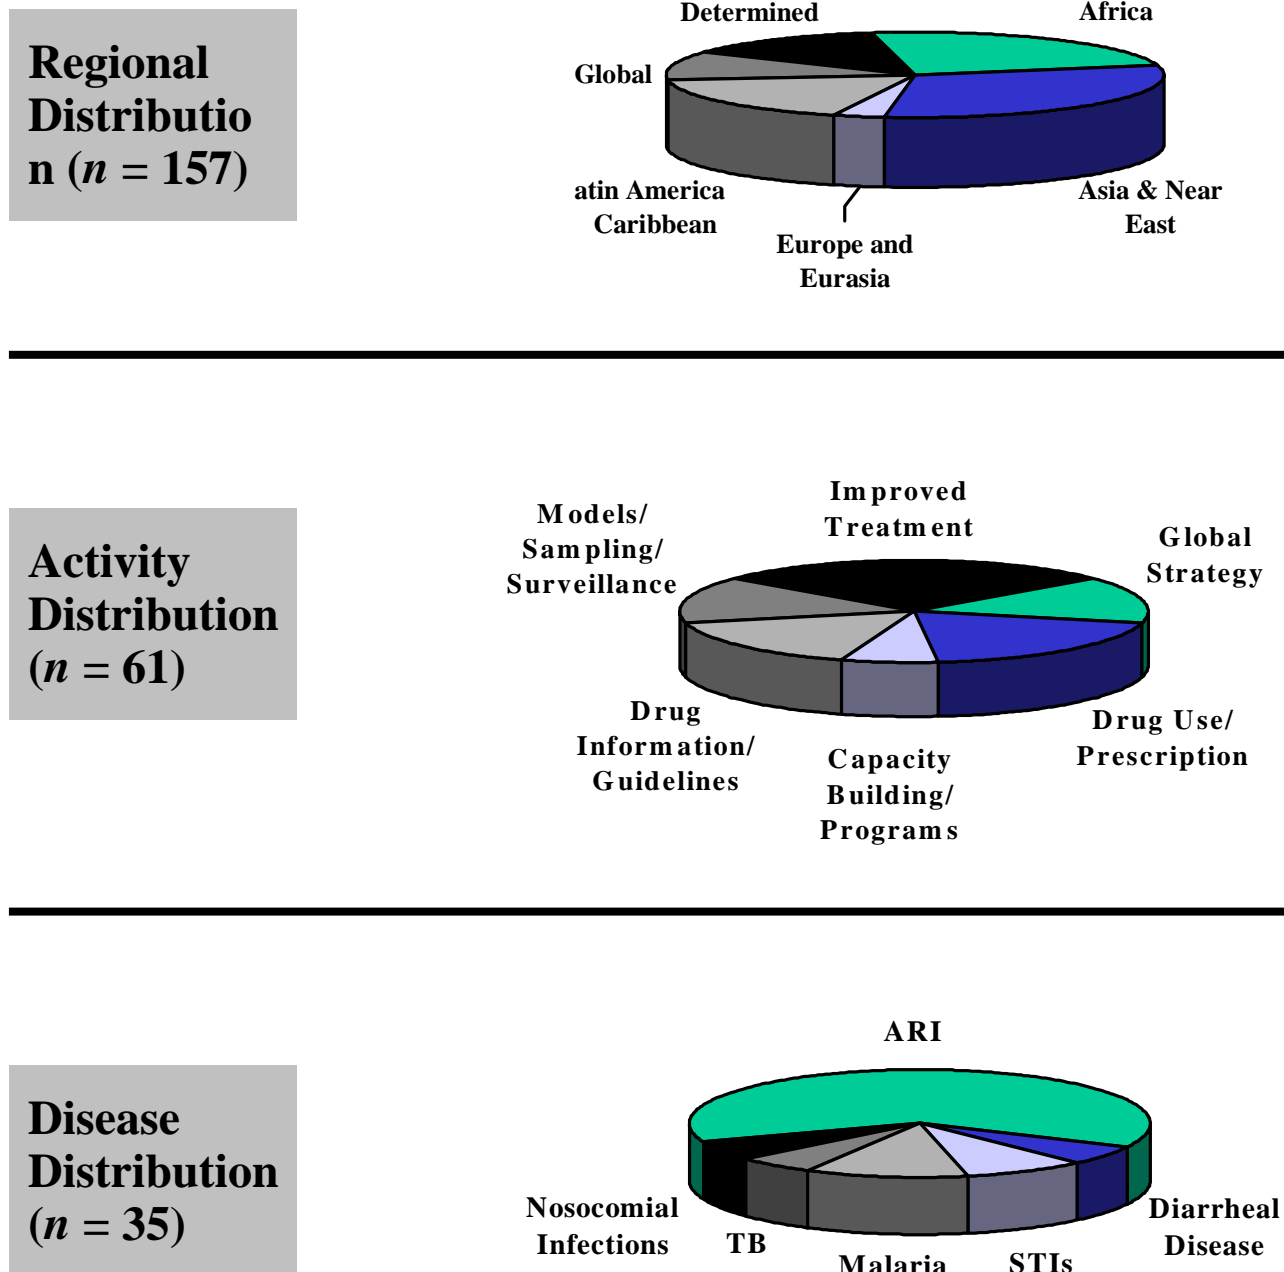 Regional
Distributio
n (n = 157)
Determined
Africa
Global
atin America
Caribbean
Europe and
Eurasia
Asia & Near
East
Activity
Distribution
(n = 61)
Improved
Treatment
Models/
Sampling/
Surveillance
Global
Strategy
Drug
Information/
Guidelines
Capacity
Building/
Programs
Drug Use/
Prescription
Disease
Distribution
(n = 35)
ARI
Nosocomial
Infections
TB
Malaria
STIs
Diarrheal
Disease